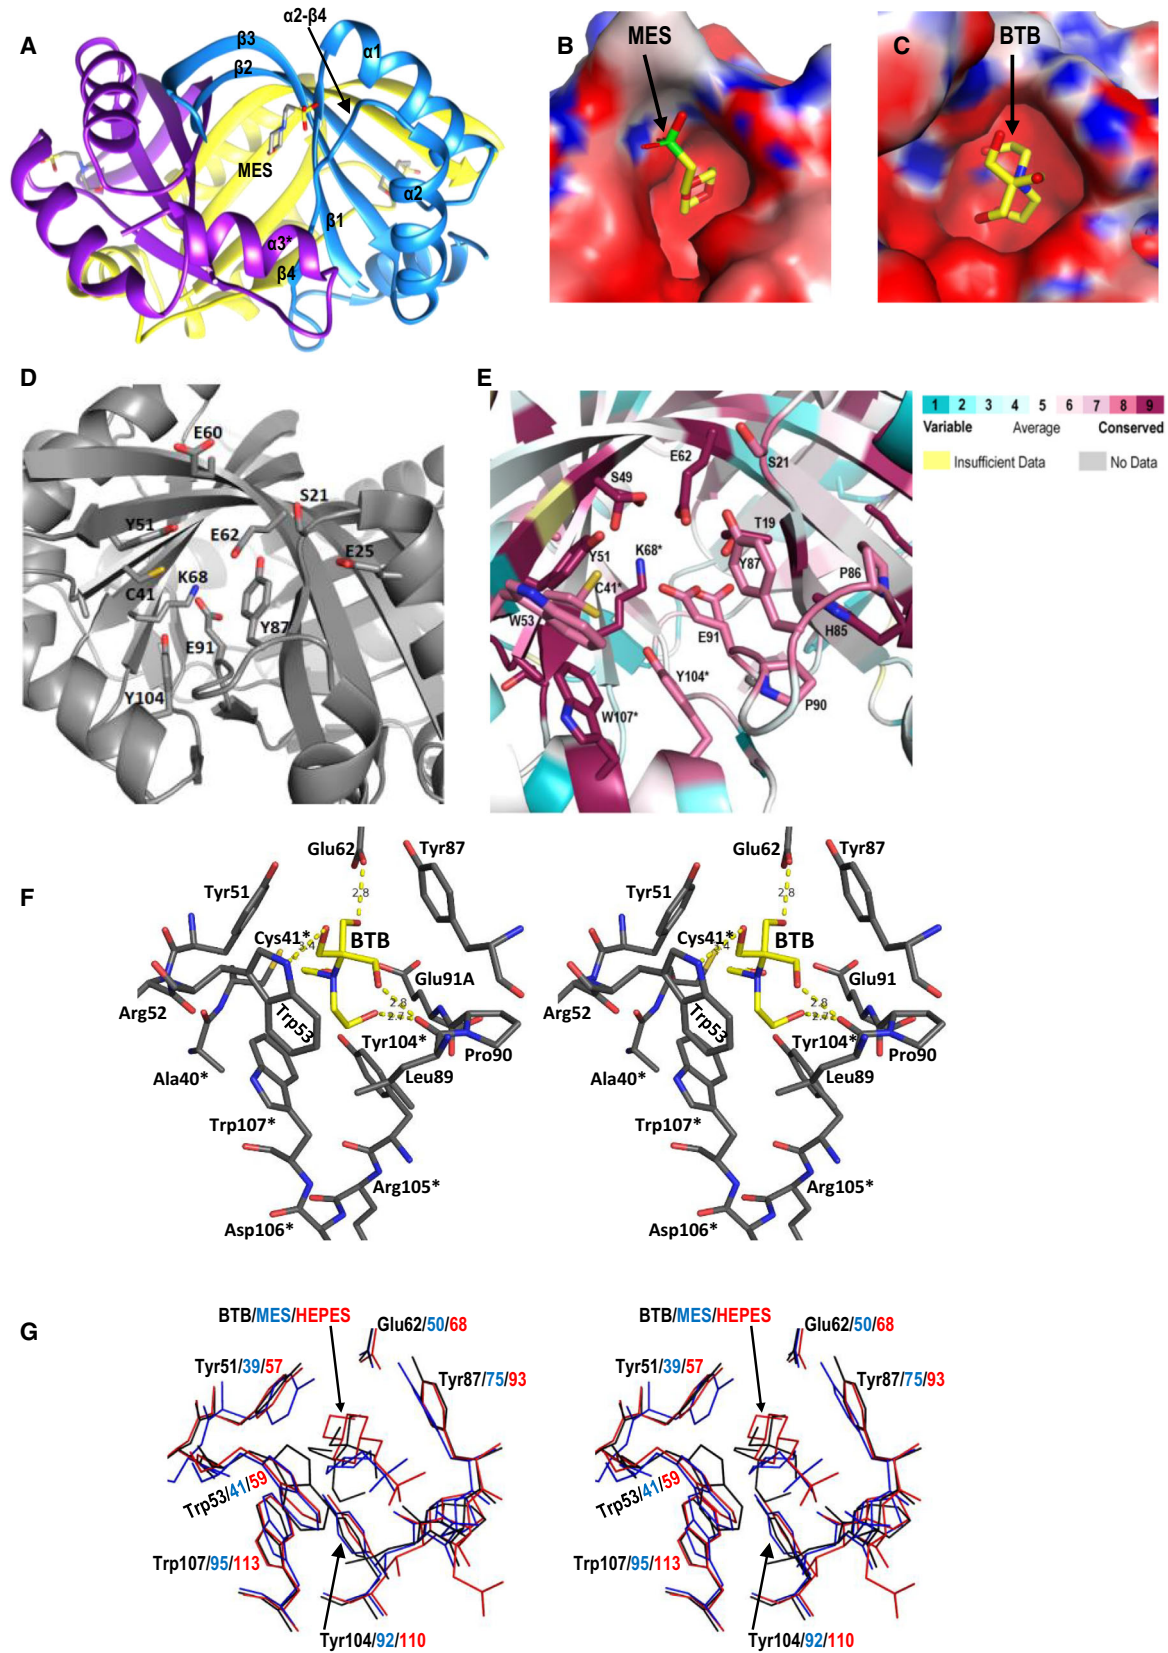 A
β3
β2
α2-β4
α1
MES
α2
β1
α3*
β4
B
MES
C
BTB
D
E60
S21
Y51
E62
E25
C41
K68
Y87
E91
Y104
E
E62
S21
S49
T19
Y51
K68*
Y87
P86
C41*
W53
E91
H85
Y104*
P90
W107*
1 2 3 4 5 6 7 8 9
Variable Average Conserved
Insufficient Data No Data
F
Glu62
Tyr87
Tyr51
2.8
Cys41*
3.4
BTB
Glu91A
Arg52
2.8
Trp53
2.7
Tyr104*
Pro90
Ala40*
Leu89
Trp107*
Arg105*
Asp106*
Glu62
Tyr87
Tyr51
2.8
Cys41*
3.4
BTB
Glu91
Arg52
2.8
Trp53
2.7
Tyr104*
Pro90
Ala40*
Leu89
Trp107*
Arg105*
Asp106*
G
BTB/MES/HEPES
Glu62/50/68
Tyr51/39/57
Tyr87/75/93
Trp53/41/59
Trp107/95/113
Tyr104/92/110
BTB/MES/HEPES
Glu62/50/68
Tyr51/39/57
Tyr87/75/93
Trp53/41/59
Trp107/95/113
Tyr104/92/110